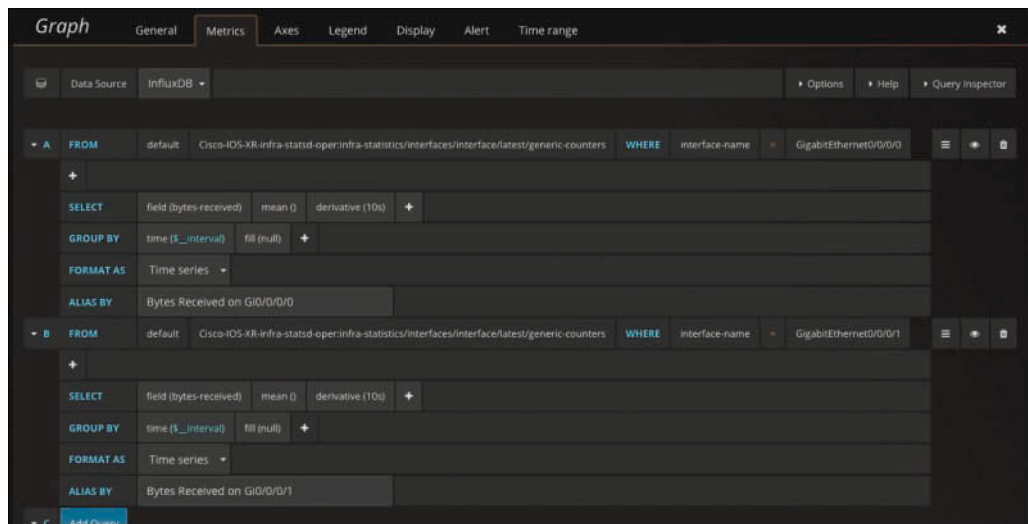 Graph General Metrics Axes Legend Display Alert Time range ×
Data Source InfluxDB Options Help Query Inspector
A FROM default Cisco-IOS-XR-infra-statsd-oper:infra-statistics/interfaces/interface/latest/generic-counters WHERE interface-name = GigabitEthernet0/0/0/0
+
SELECT field (bytes-received) mean () derivative (10s) +
GROUP BY time ($__interval) fill (null) +
FORMAT AS Time series
ALIAS BY Bytes Received on Gi0/0/0/0
B FROM default Cisco-IOS-XR-infra-statsd-oper:infra-statistics/interfaces/interface/latest/generic-counters WHERE interface-name = GigabitEthernet0/0/0/1
+
SELECT field (bytes-received) mean () derivative (10s) +
GROUP BY time ($__interval) fill (null) +
FORMAT AS Time series
ALIAS BY Bytes Received on Gi0/0/0/1
C Add Query